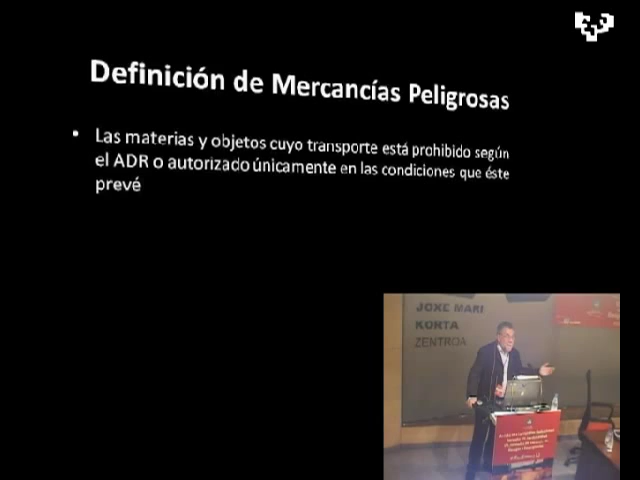 Definición de Mercancías Peligrosas
• Las materias y objetos cuyo transporte está prohibido según
el ADR o autorizado únicamente en las condiciones que éste
prevé
JOXE MARI
KORTA
ZENTROA